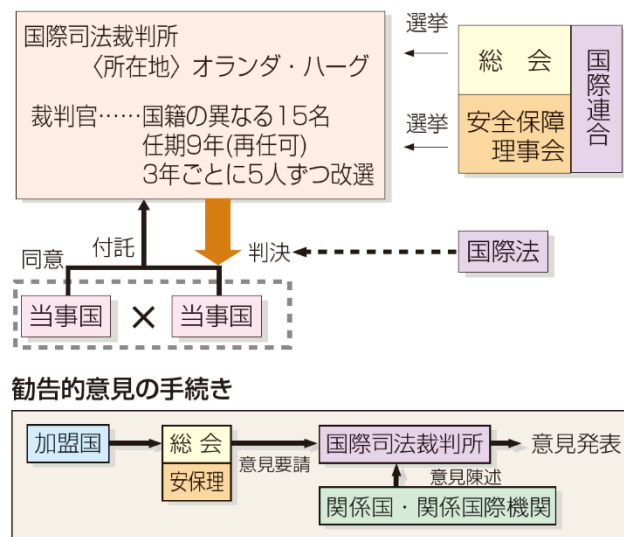 国際司法裁判所
〈所在地〉オランダ・ハーグ
裁判官……国籍の異なる15名
任期9年(再任可)
3年ごとに5人ずつ改選
選挙
選挙
総 会
安全保障
理事会
国際連合
同意
付託
判決
国際法
当事国
×
当事国
勧告的意見の手続き
加盟国
総 会
安保理
意見要請
国際司法裁判所
意見発表
意見陳述
関係国・関係国際機関